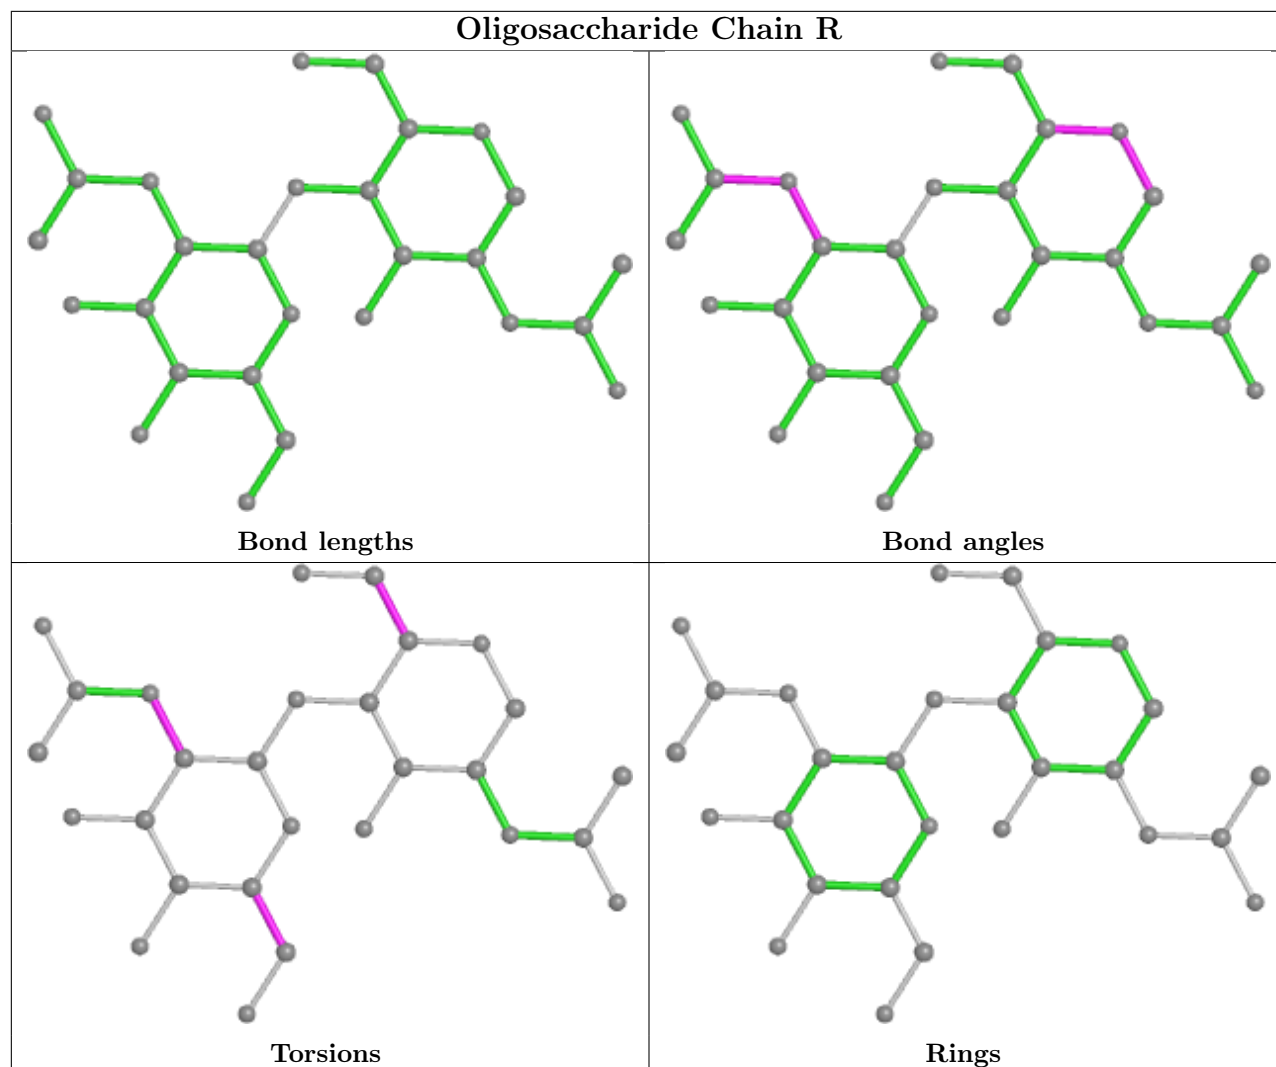 Oligosaccharide Chain R
Bond lengths
Bond angles
Torsions
Rings